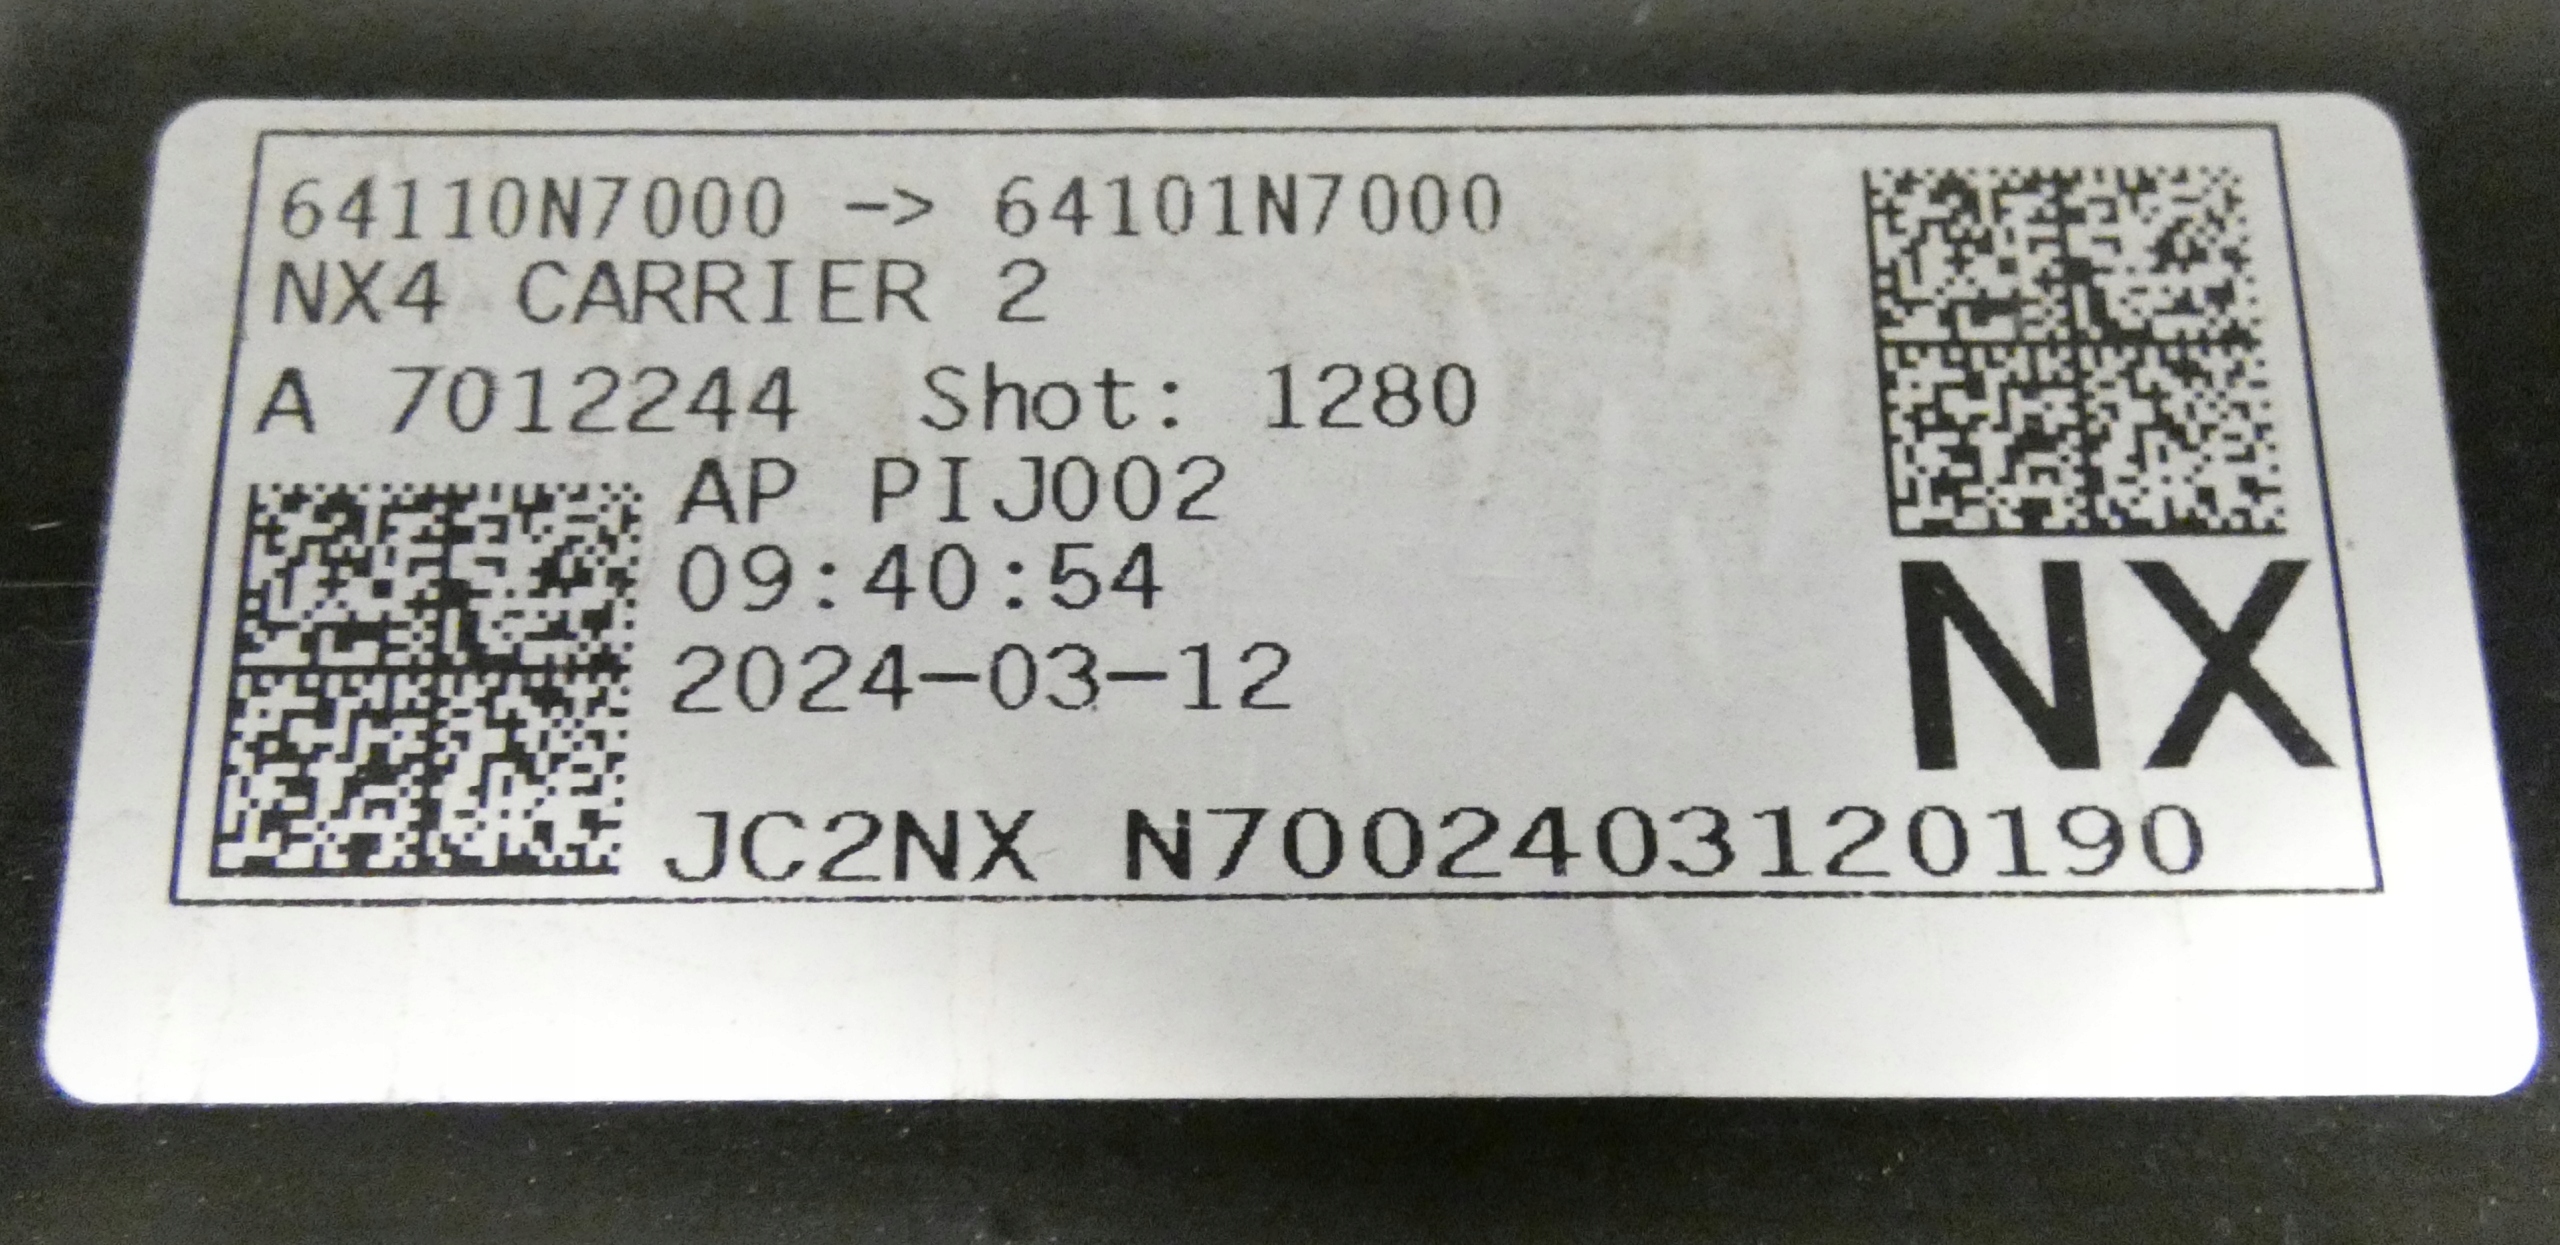 64110N7000 -> 64101N7000
NX4 CARRIER 2
A 7012244 Shot: 1280
AP PIJ002
09:40:54
2024-03-12
NX
JC2NX N7002403120190